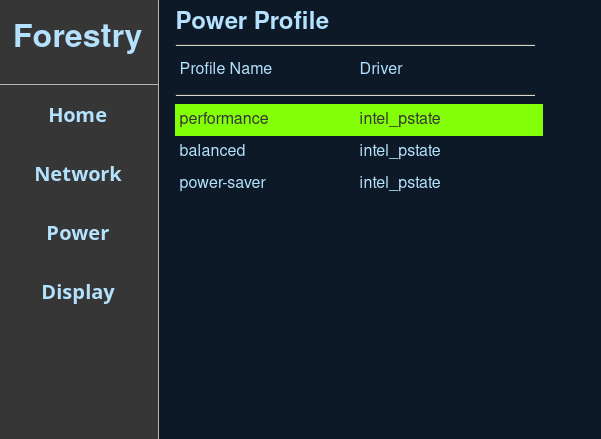 Forestry
Home
Network
Power
Display
Power Profile
Profile Name Driver
performance intel_pstate
balanced intel_pstate
power-saver intel_pstate